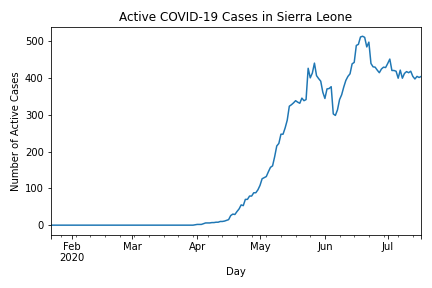 Active COVID-19 Cases in Sierra Leone
500
400
300
200
100
0
Number of Active Cases
Feb Mar Apr May Jun Jul
2020
Day